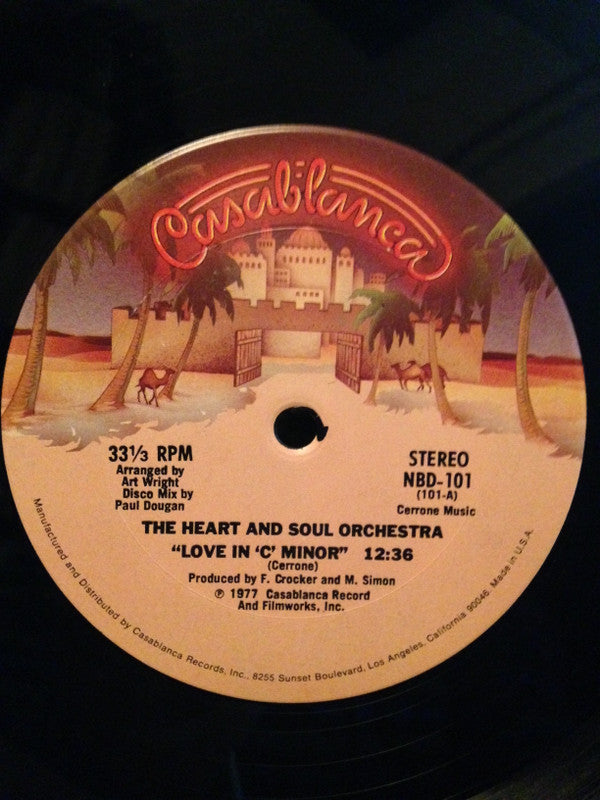 Casablanca
33⅓ RPM
Arranged by
Art Wright
Disco Mix by
Paul Dougan
STEREO
NBD-101
(101-A)
Cerrone Music
THE HEART AND SOUL ORCHESTRA
"LOVE IN 'C' MINOR" 12:36
(Cerrone)
Produced by F. Crocker and M. Simon
℗ 1977 Casablanca Record
And Filmworks, Inc.
Manufactured and Distributed by Casablanca Records, Inc., 8255 Sunset Boulevard, Los Angeles, California 90046. Made in U.S.A.